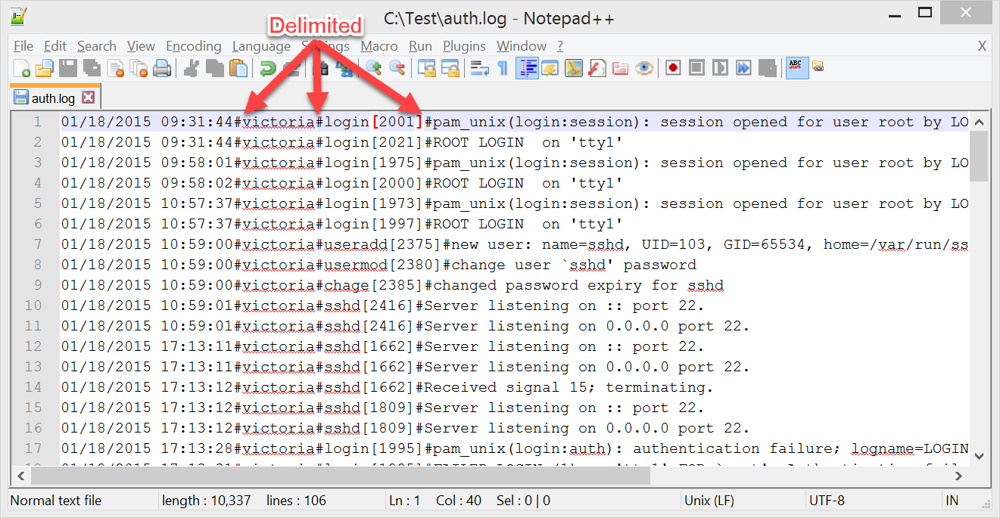 Delimited
C:\Test\auth.log - Notepad++
File Edit Search View Encoding Language Settings Macro Run Plugins Window ? X
ABC
auth.log
1 01/18/2015 09:31:44#victoria#login[2001]#pam_unix(login:session): session opened for user root by LO
2 01/18/2015 09:31:44#victoria#login[2021]#ROOT LOGIN  on 'tty1'
3 01/18/2015 09:58:01#victoria#login[1975]#pam_unix(login:session): session opened for user root by LO
4 01/18/2015 09:58:02#victoria#login[2000]#ROOT LOGIN  on 'tty1'
5 01/18/2015 10:57:37#victoria#login[1973]#pam_unix(login:session): session opened for user root by LO
6 01/18/2015 10:57:37#victoria#login[1997]#ROOT LOGIN  on 'tty1'
7 01/18/2015 10:59:00#victoria#useradd[2375]#new user: name=sshd, UID=103, GID=65534, home=/var/run/ss
8 01/18/2015 10:59:00#victoria#usermod[2380]#change user `sshd' password
9 01/18/2015 10:59:00#victoria#chage[2385]#changed password expiry for sshd
10 01/18/2015 10:59:01#victoria#sshd[2416]#Server listening on :: port 22.
11 01/18/2015 10:59:01#victoria#sshd[2416]#Server listening on 0.0.0.0 port 22.
12 01/18/2015 17:13:11#victoria#sshd[1662]#Server listening on :: port 22.
13 01/18/2015 17:13:11#victoria#sshd[1662]#Server listening on 0.0.0.0 port 22.
14 01/18/2015 17:13:12#victoria#sshd[1662]#Received signal 15; terminating.
15 01/18/2015 17:13:12#victoria#sshd[1809]#Server listening on :: port 22.
16 01/18/2015 17:13:12#victoria#sshd[1809]#Server listening on 0.0.0.0 port 22.
17 01/18/2015 17:13:28#victoria#login[1995]#pam_unix(login:auth): authentication failure; logname=LOGIN
Normal text file length : 10,337 lines : 106 Ln : 1 Col : 40 Sel : 0 | 0 Unix (LF) UTF-8 IN